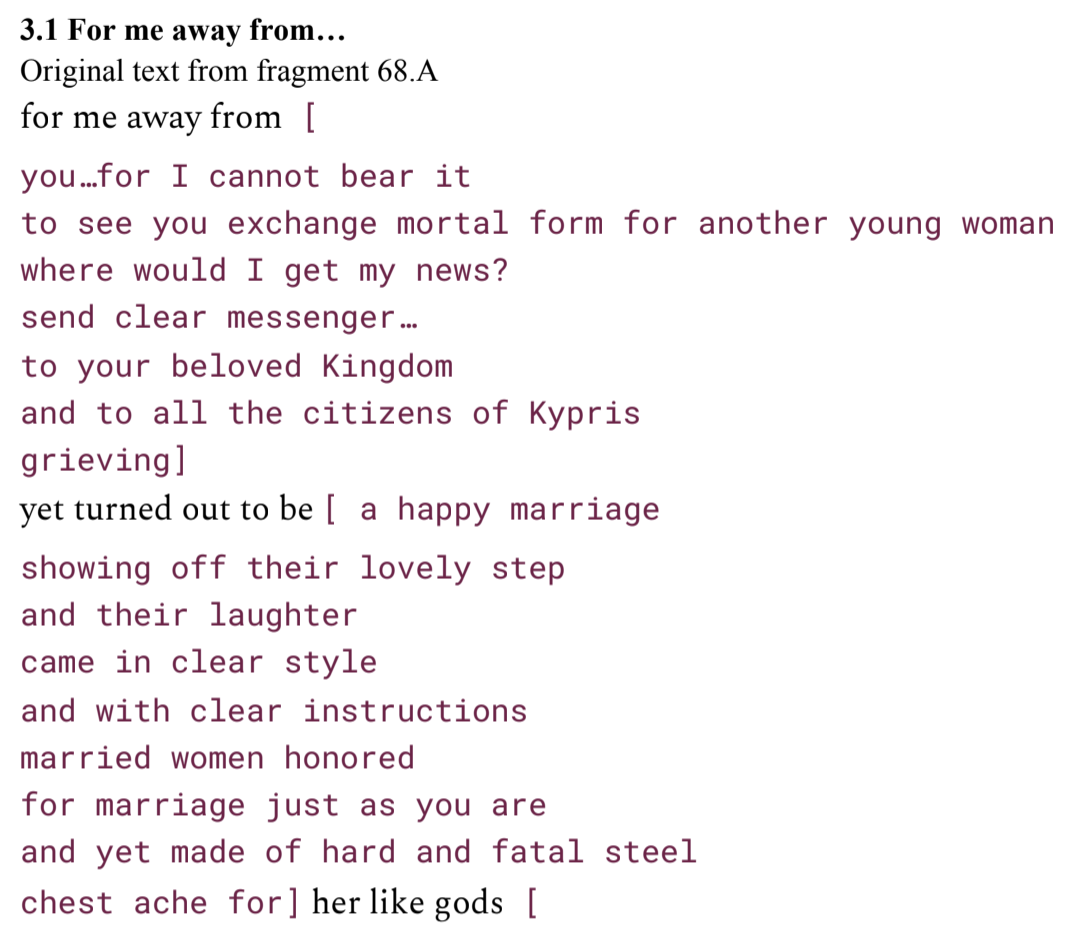 3.1 For me away from…
Original text from fragment 68.A
for me away from [
you…for I cannot bear it
to see you exchange mortal form for another young woman
where would I get my news?
send clear messenger…
to your beloved Kingdom
and to all the citizens of Kypris
grieving]
yet turned out to be [ a happy marriage
showing off their lovely step
and their laughter
came in clear style
and with clear instructions
married women honored
for marriage just as you are
and yet made of hard and fatal steel
chest ache for] her like gods [